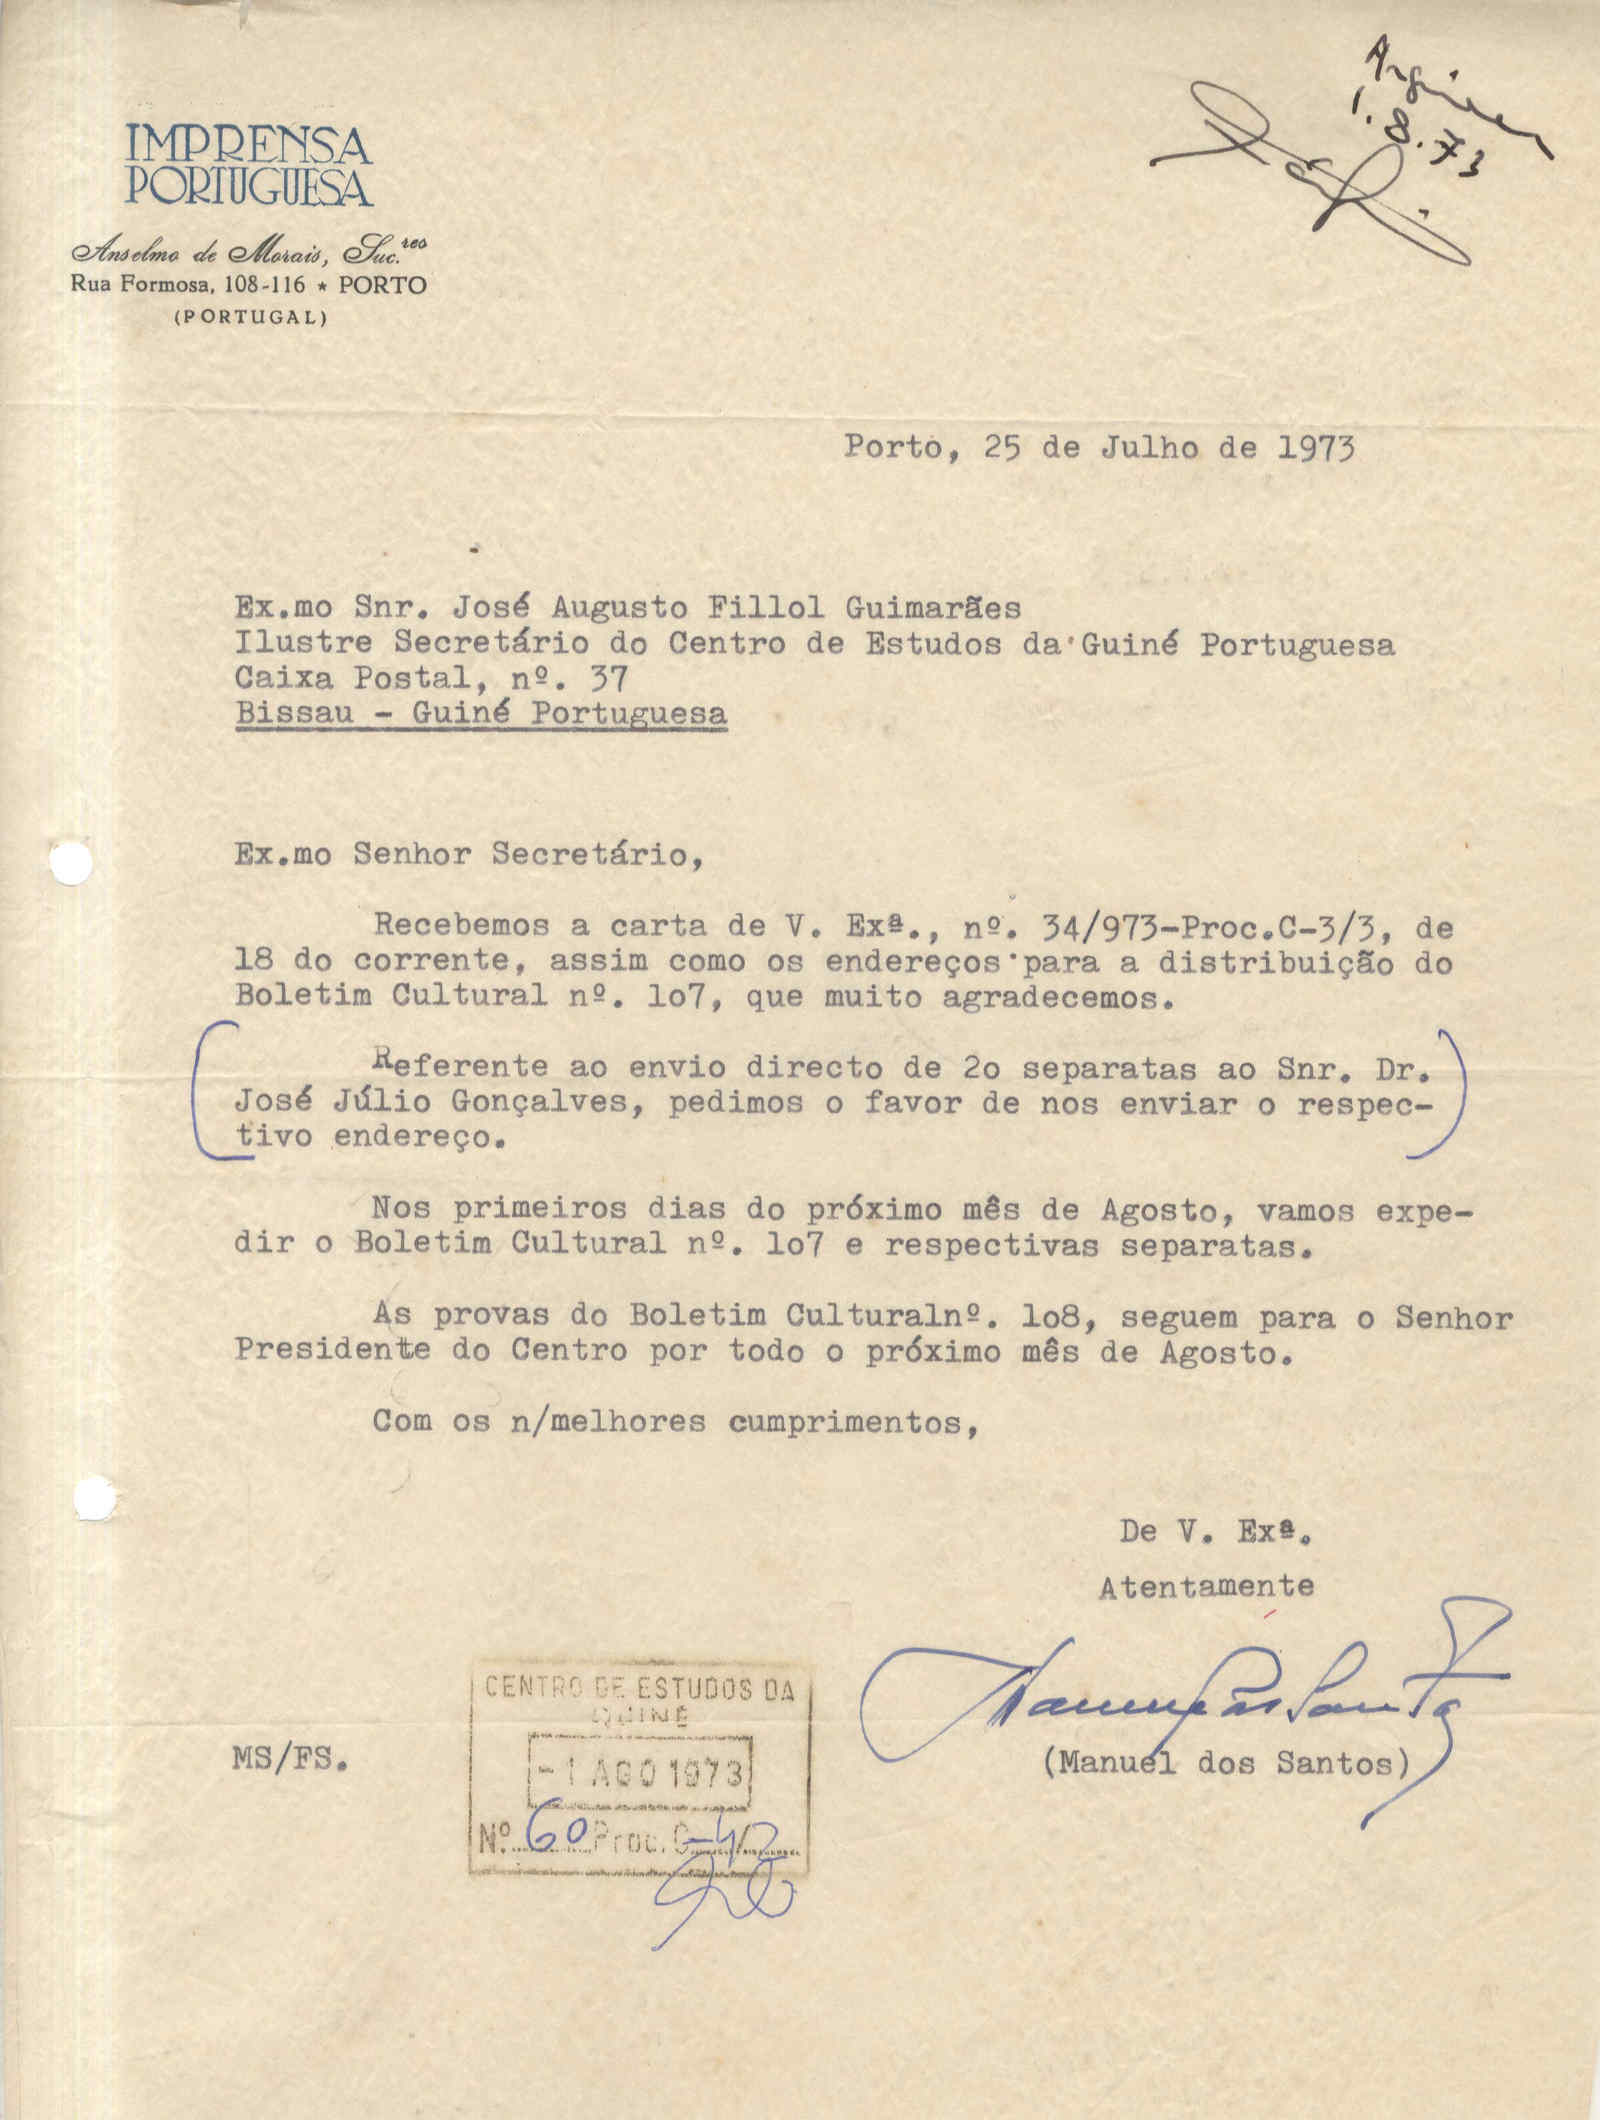 IMPRENSA
PORTUGUESA
Anselmo de Morais, Suc.res
Rua Formosa, 108-116 * PORTO
(PORTUGAL)
1.8.73
Porto, 25 de Julho de 1973
Ex.mo Snr. José Augusto Fillol Guimarães
Ilustre Secretário do Centro de Estudos da Guiné Portuguesa
Caixa Postal, nº. 37
Bissau - Guiné Portuguesa
Ex.mo Senhor Secretário,
Recebemos a carta de V. Exª., nº. 34/973-Proc.C-3/3, de
18 do corrente, assim como os endereços para a distribuição do
Boletim Cultural nº. lo7, que muito agradecemos.
Referente ao envio directo de 2o separatas ao Snr. Dr.
José Júlio Gonçalves, pedimos o favor de nos enviar o respec-
tivo endereço.
Nos primeiros dias do próximo mês de Agosto, vamos expe-
dir o Boletim Cultural nº. lo7 e respectivas separatas.
As provas do Boletim Culturalnº. lo8, seguem para o Senhor
Presidente do Centro por todo o próximo mês de Agosto.
Com os n/melhores cumprimentos,
De V. Exª.
Atentamente
Manuel dos Santos
(Manuel dos Santos)
MS/FS.
CENTRO DE ESTUDOS DA
GUINÉ
-1 AGO 1973
Nº. 60 Proc. C-4/2